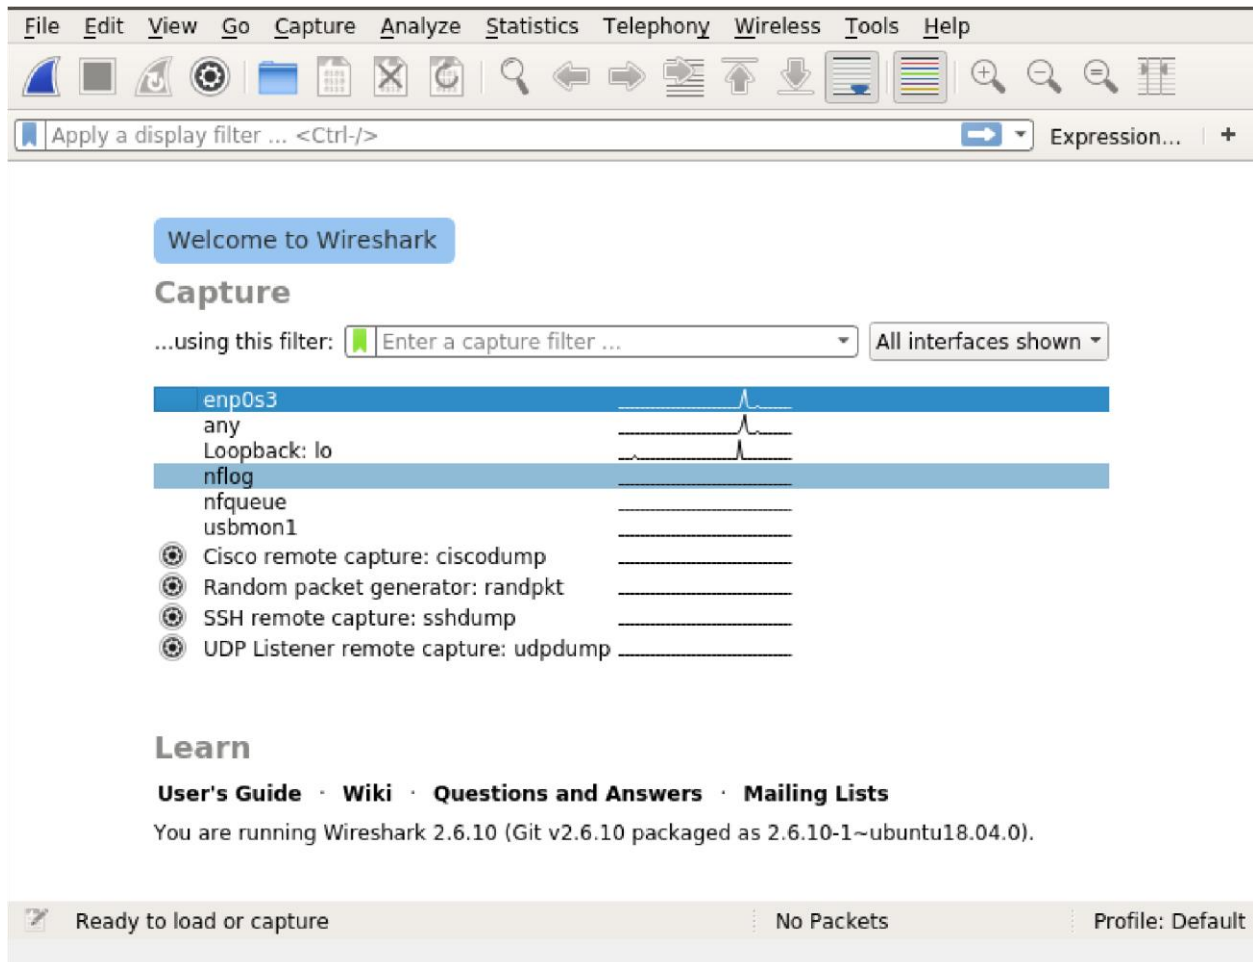 File Edit View Go Capture Analyze Statistics Telephony Wireless Tools Help
Apply a display filter ... <Ctrl-/> Expression... +
Welcome to Wireshark
Capture
...using this filter: Enter a capture filter ... All interfaces shown
enp0s3
any
Loopback: lo
nflog
nfqueue
usbmon1
Cisco remote capture: ciscodump
Random packet generator: randpkt
SSH remote capture: sshdump
UDP Listener remote capture: udpdump
Learn
User's Guide · Wiki · Questions and Answers · Mailing Lists
You are running Wireshark 2.6.10 (Git v2.6.10 packaged as 2.6.10-1~ubuntu18.04.0).
Ready to load or capture No Packets Profile: Default